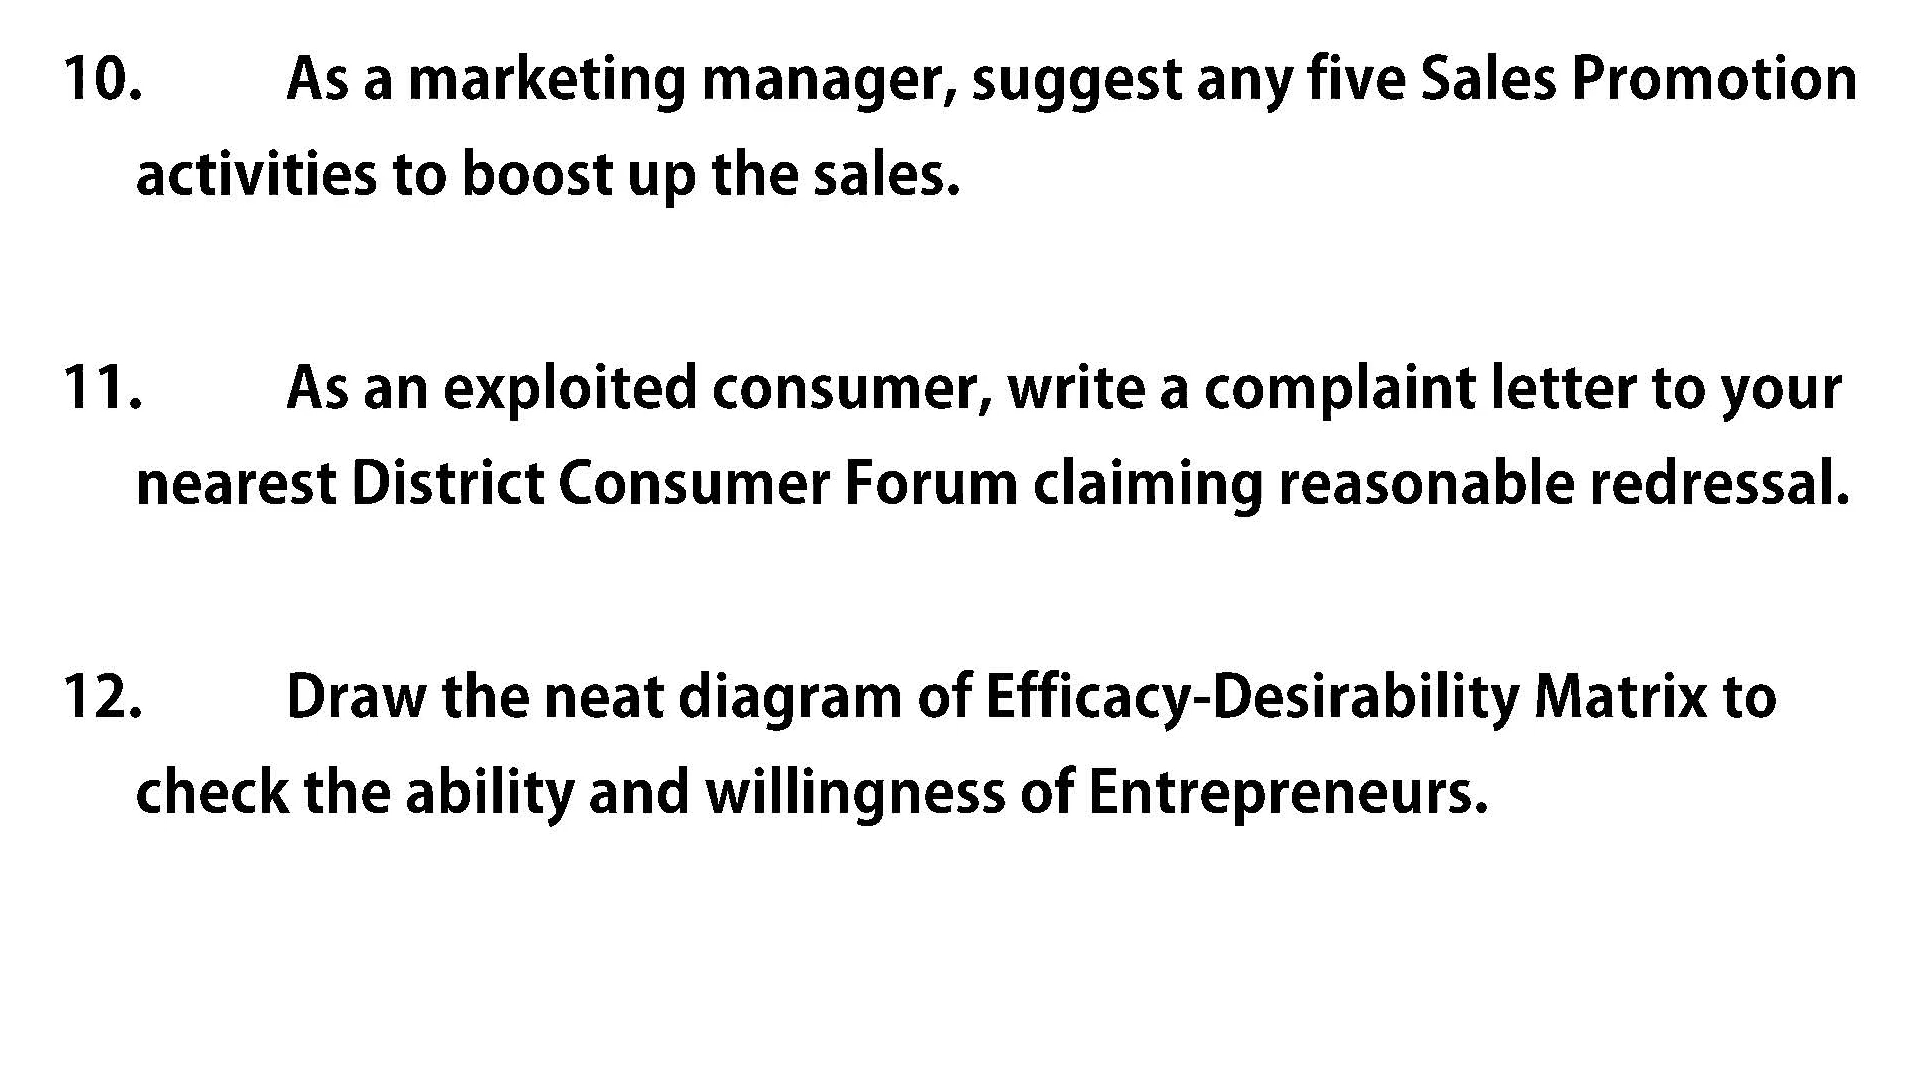 10. As a marketing manager, suggest any five Sales Promotion
activities to boost up the sales.
11. As an exploited consumer, write a complaint letter to your
nearest District Consumer Forum claiming reasonable redressal.
12. Draw the neat diagram of Efficacy-Desirability Matrix to
check the ability and willingness of Entrepreneurs.